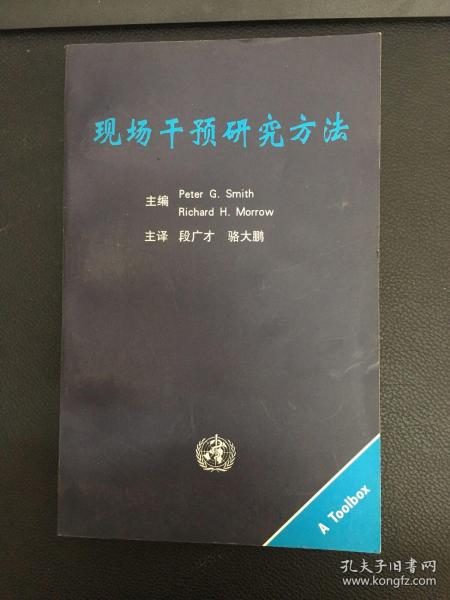 现场干预研究方法
主编 Peter G. Smith
Richard H. Morrow
主译 段广才 骆大鹏
A Toolbox
孔夫子旧书网
www.kongfz.com